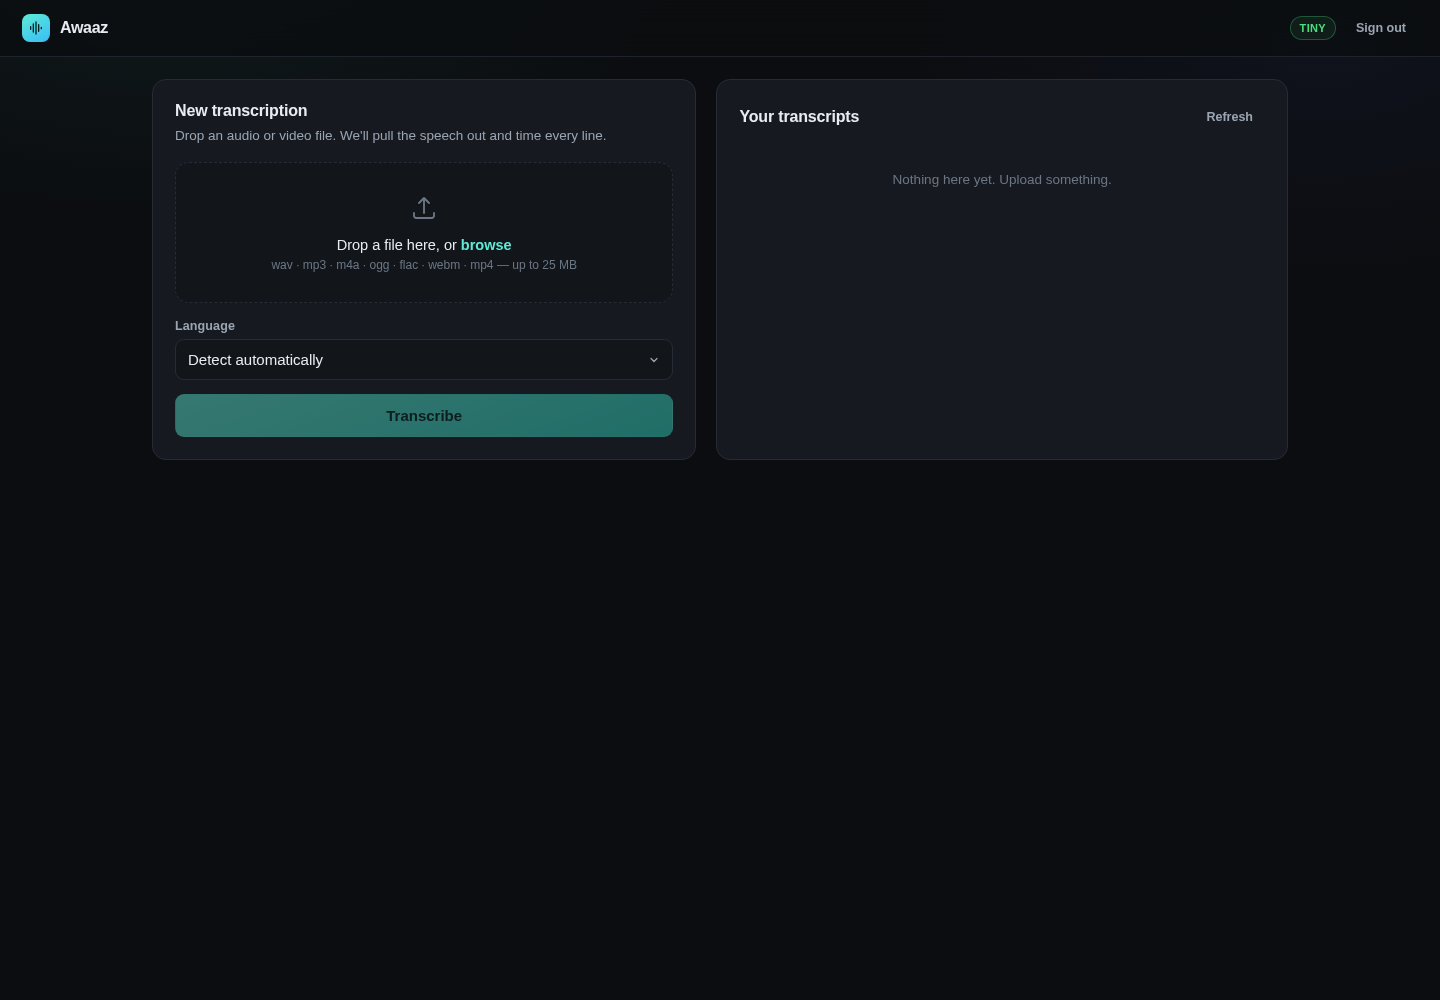 Awaaz
TINY
Sign out
New transcription
Drop an audio or video file. We'll pull the speech out and time every line.
Drop a file here, or browse
wav · mp3 · m4a · ogg · flac · webm · mp4 — up to 25 MB
Language
Detect automatically
Transcribe
Your transcripts
Refresh
Nothing here yet. Upload something.